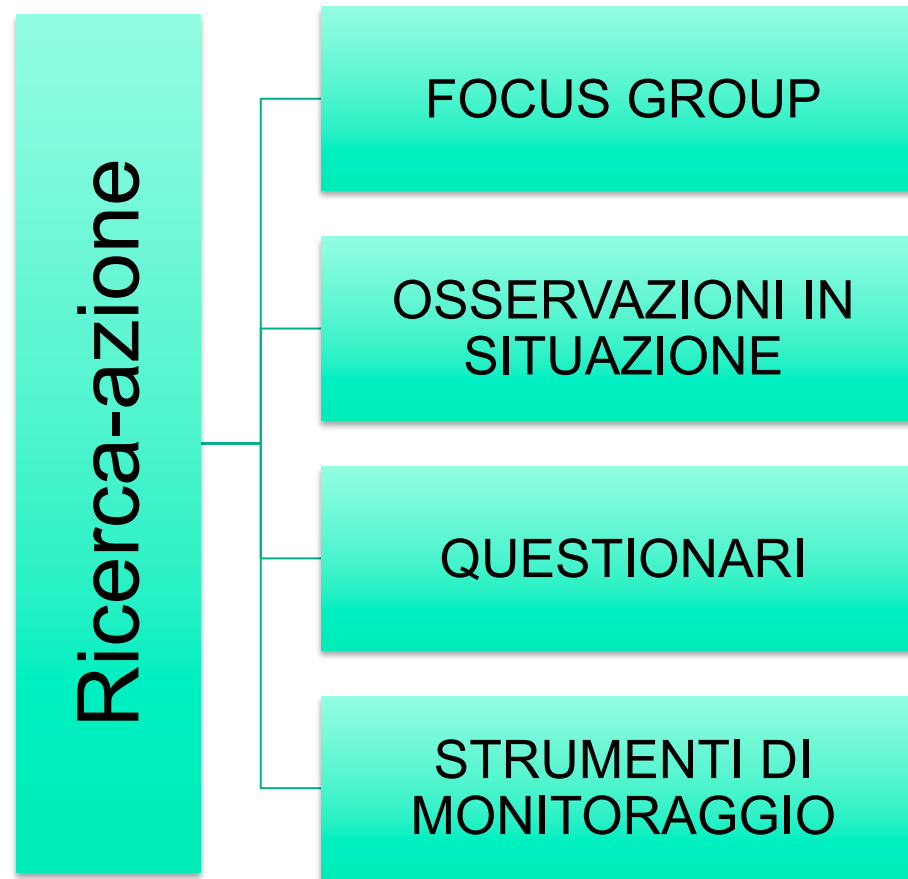 Ricerca-azione
FOCUS GROUP
OSSERVAZIONI IN
SITUAZIONE
QUESTIONARI
STRUMENTI DI
MONITORAGGIO